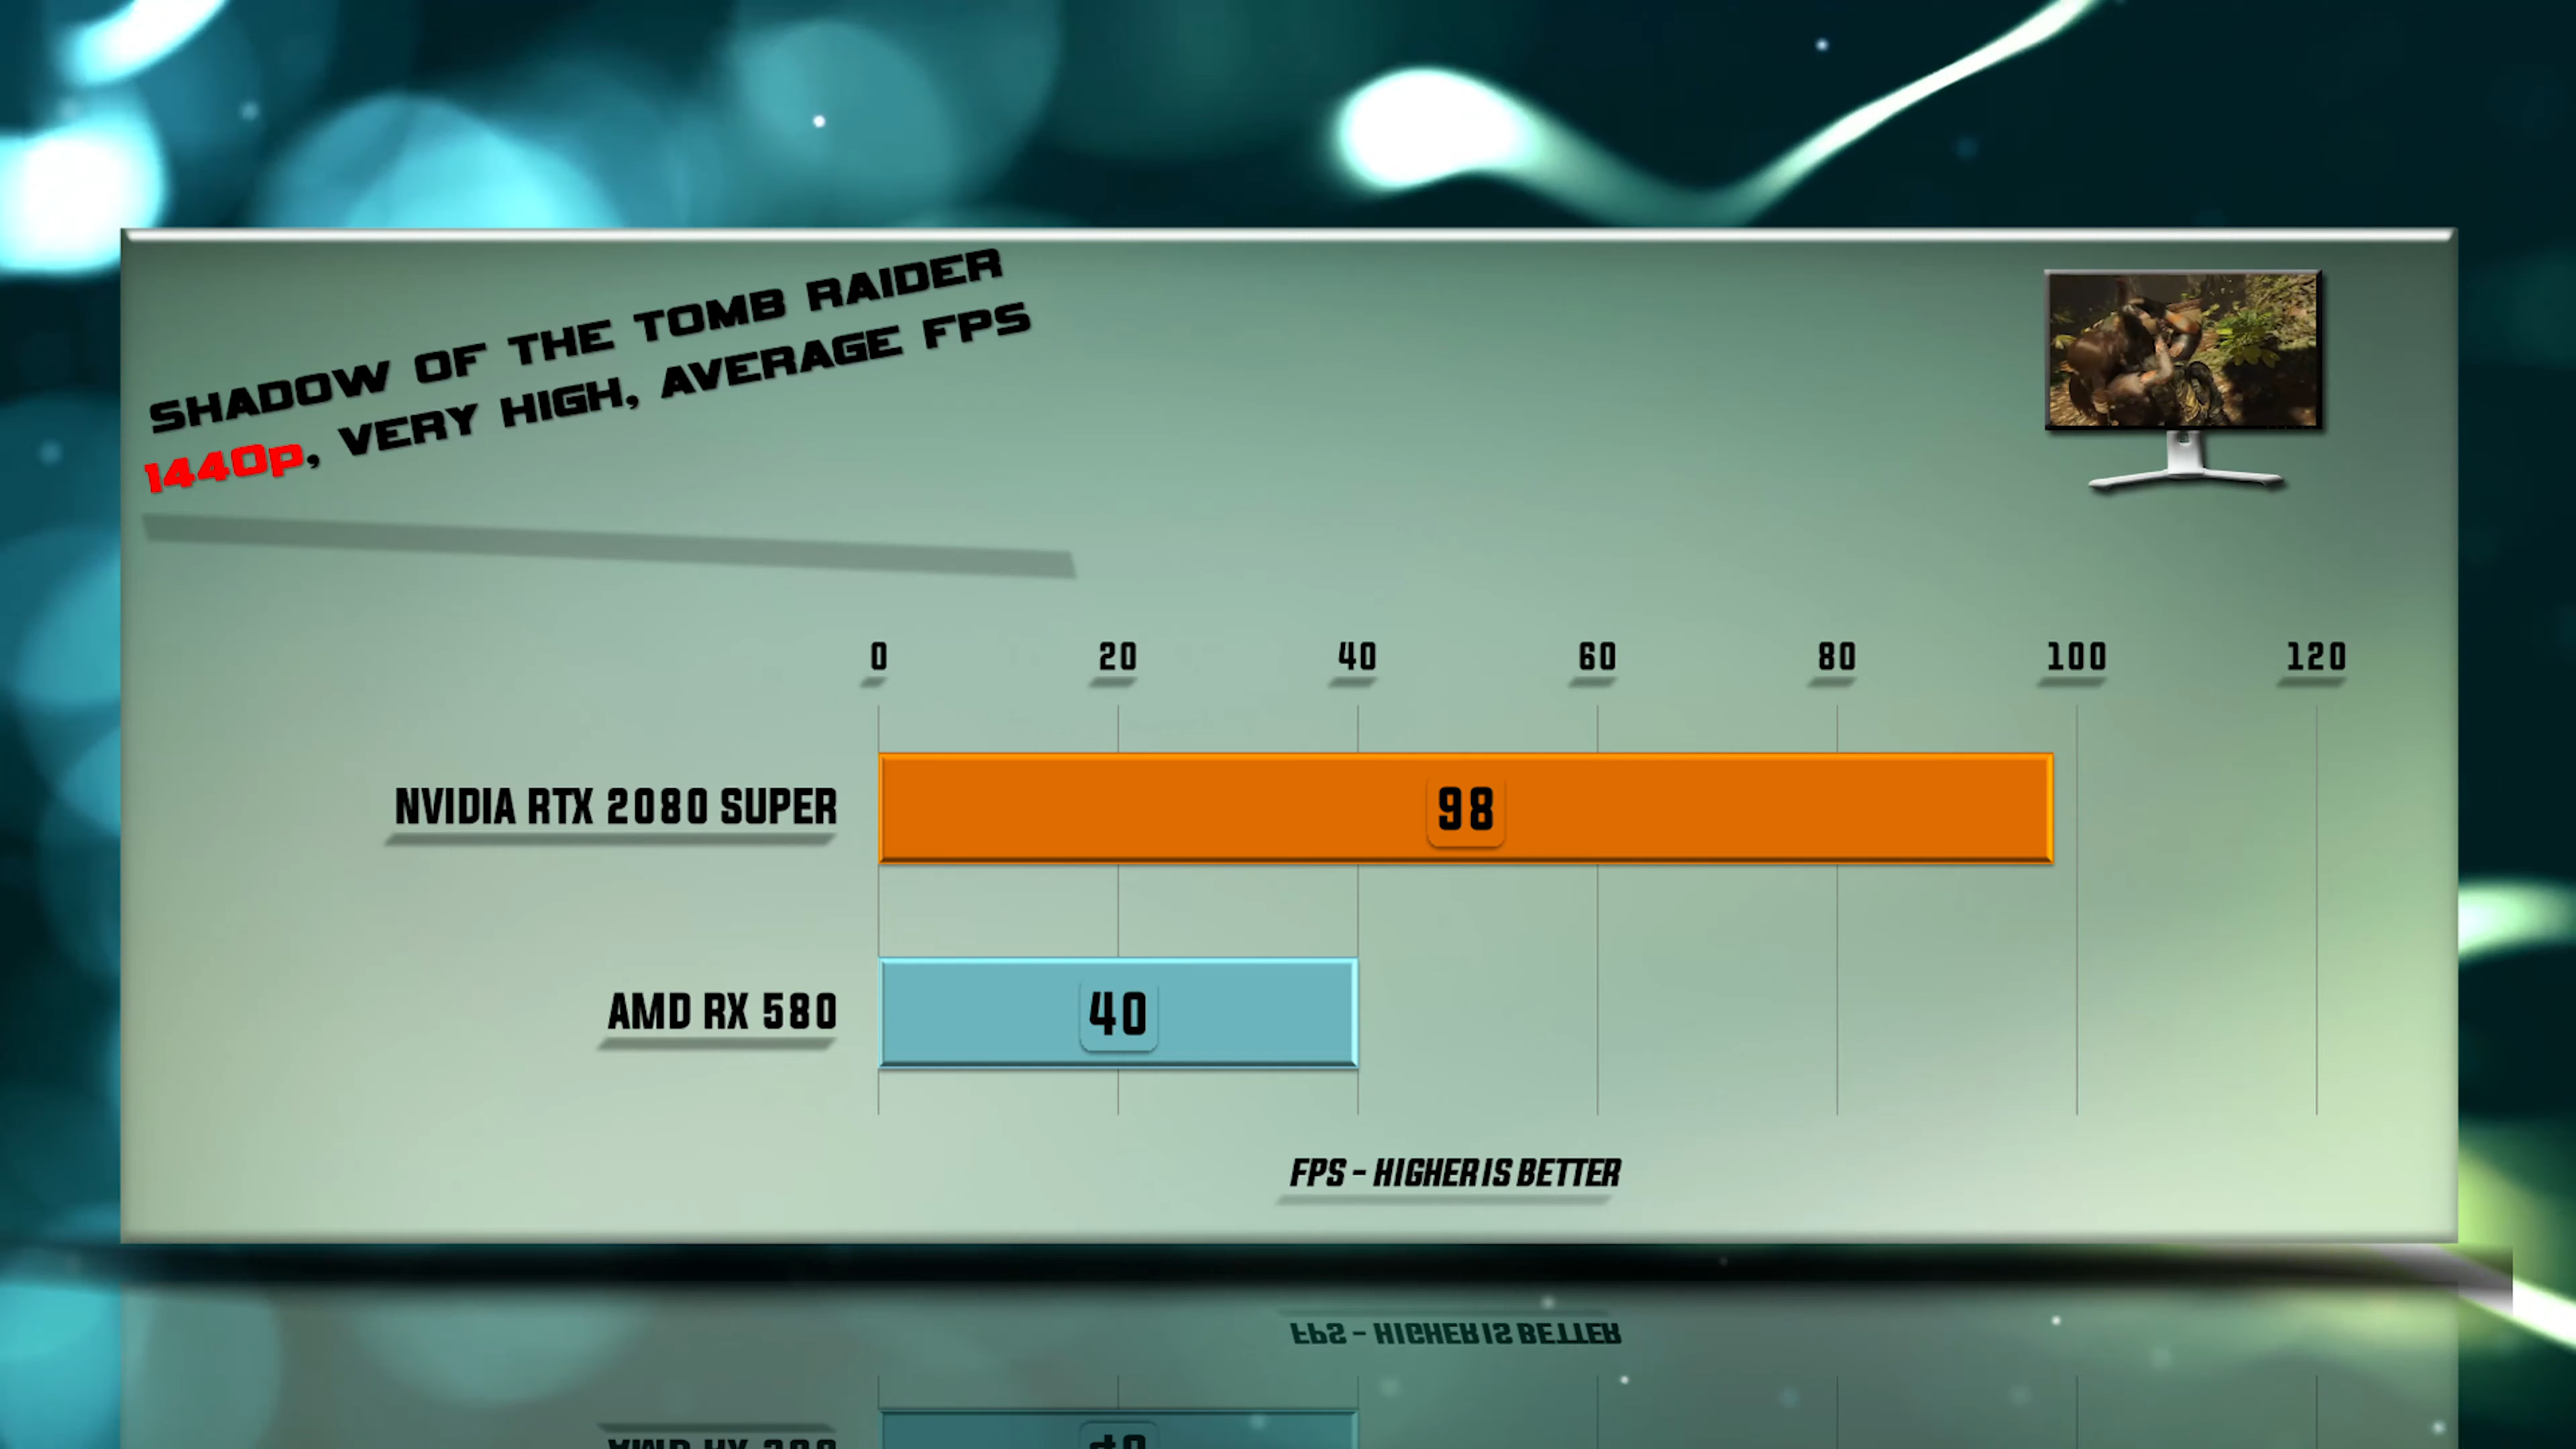 SHADOW OF THE TOMB RAIDER
1440p, VERY HIGH, AVERAGE FPS
0 20 40 60 80 100 120
NVIDIA RTX 2080 SUPER 98
AMD RX 580 40
FPS - HIGHER IS BETTER